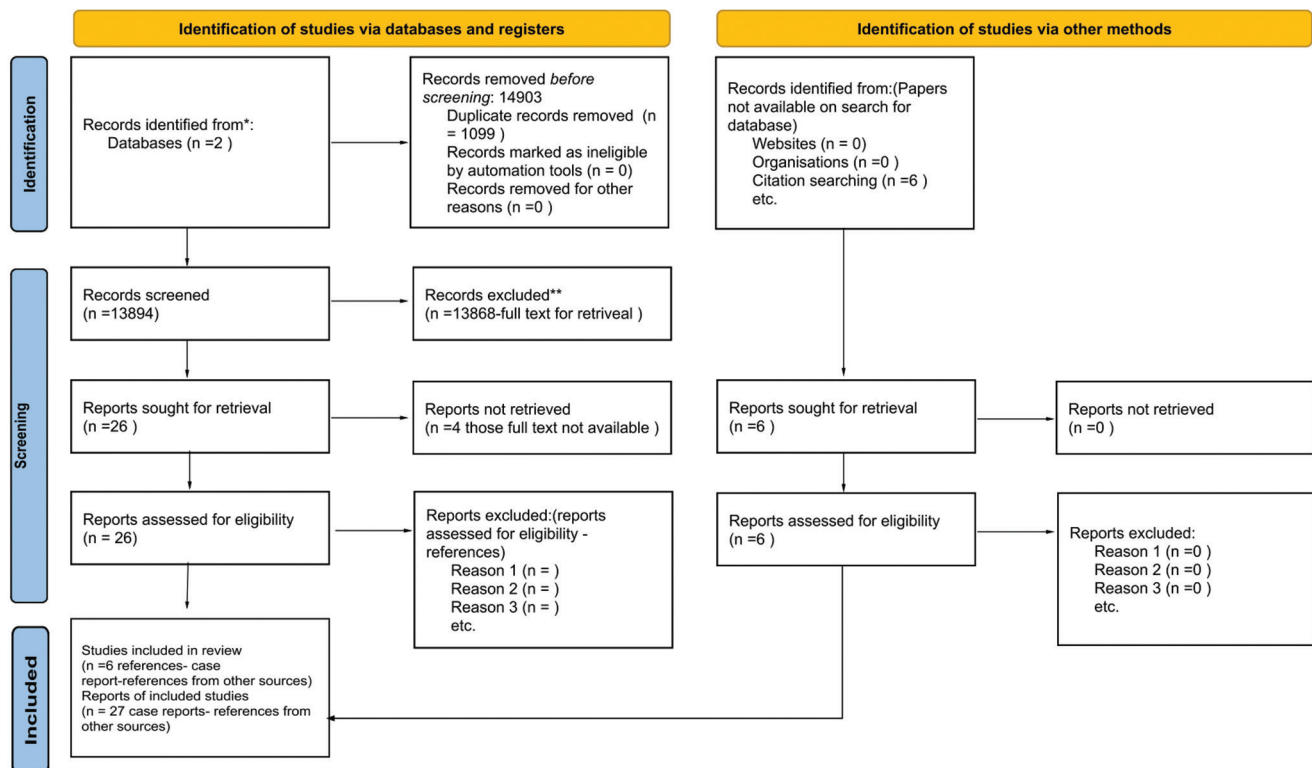 Identification of studies via databases and registers
Identification of studies via other methods
Identification
Records identified from*:
Databases (n =2 )
Records removed before
screening: 14903
Duplicate records removed (n
= 1099 )
Records marked as ineligible
by automation tools (n = 0)
Records removed for other
reasons (n =0 )
Records identified from:(Papers
not available on search for
database)
Websites (n = 0)
Organisations (n =0 )
Citation searching (n =6 )
etc.
Screening
Records screened
(n =13894)
Records excluded**
(n =13868-full text for retriveal )
Reports sought for retrieval
(n =26 )
Reports not retrieved
(n =4 those full text not available )
Reports sought for retrieval
(n =6 )
Reports not retrieved
(n =0 )
Reports assessed for eligibility
(n = 26)
Reports excluded:(reports
assessed for eligibility -
references)
Reason 1 (n = )
Reason 2 (n = )
Reason 3 (n = )
etc.
Reports assessed for eligibility
(n =6 )
Reports excluded:
Reason 1 (n =0 )
Reason 2 (n =0 )
Reason 3 (n =0 )
etc.
Included
Studies included in review
(n =6 references- case
report-references from other sources)
Reports of included studies
(n = 27 case reports- references from
other sources)